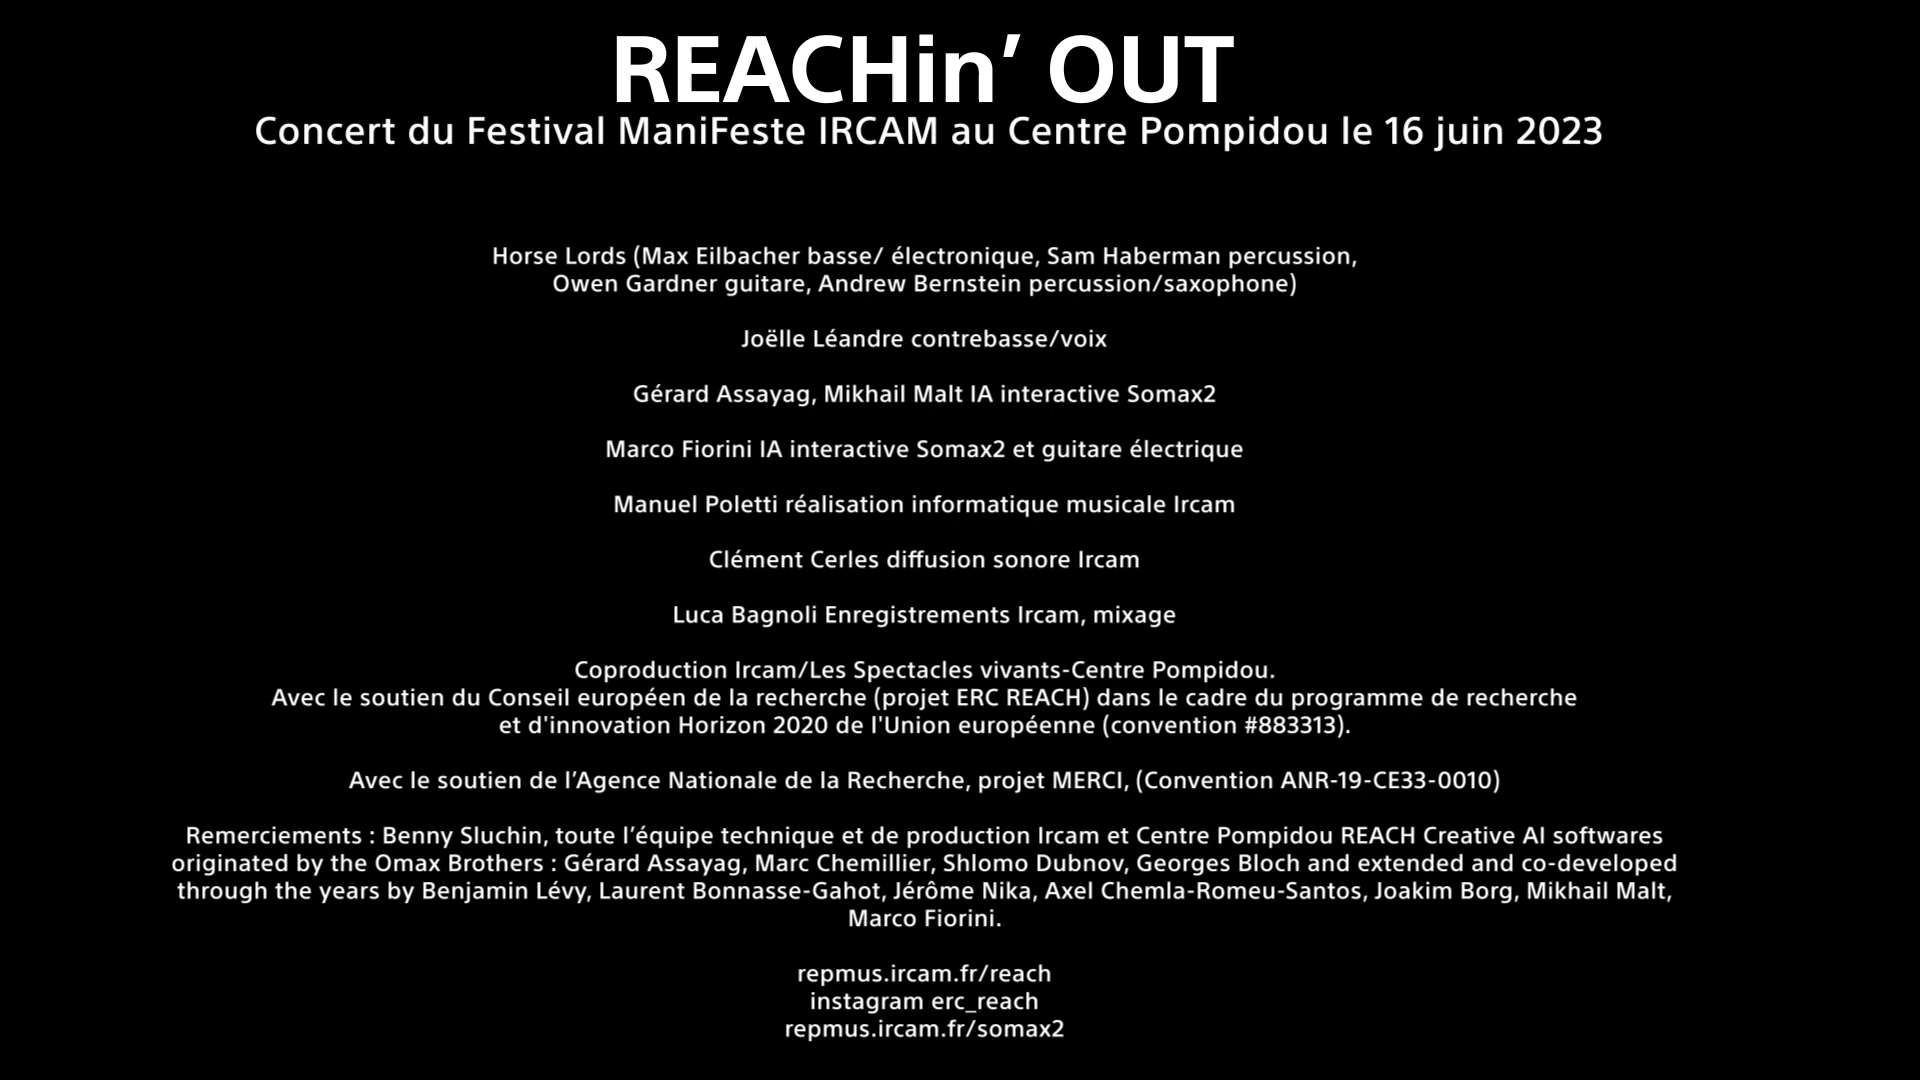 REACHin’ OUT
Concert du Festival ManiFeste IRCAM au Centre Pompidou le 16 juin 2023
Horse Lords (Max Eilbacher basse/ électronique, Sam Haberman percussion,
Owen Gardner guitare, Andrew Bernstein percussion/saxophone)
Joëlle Léandre contrebasse/voix
Gérard Assayag, Mikhail Malt IA interactive Somax2
Marco Fiorini IA interactive Somax2 et guitare électrique
Manuel Poletti réalisation informatique musicale Ircam
Clément Cerles diffusion sonore Ircam
Luca Bagnoli Enregistrements Ircam, mixage
Coproduction Ircam/Les Spectacles vivants-Centre Pompidou.
Avec le soutien du Conseil européen de la recherche (projet ERC REACH) dans le cadre du programme de recherche
et d'innovation Horizon 2020 de l'Union européenne (convention #883313).
Avec le soutien de l’Agence Nationale de la Recherche, projet MERCI, (Convention ANR-19-CE33-0010)
Remerciements : Benny Sluchin, toute l’équipe technique et de production Ircam et Centre Pompidou REACH Creative AI softwares
originated by the Omax Brothers : Gérard Assayag, Marc Chemillier, Shlomo Dubnov, Georges Bloch and extended and co-developed
through the years by Benjamin Lévy, Laurent Bonnasse-Gahot, Jérôme Nika, Axel Chemla-Romeu-Santos, Joakim Borg, Mikhail Malt,
Marco Fiorini.
repmus.ircam.fr/reach
instagram erc_reach
repmus.ircam.fr/somax2